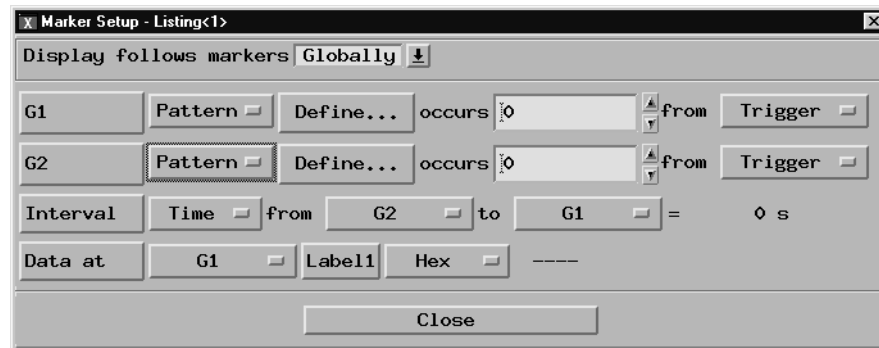 X Marker Setup - Listing<1> X
Display follows markers Globally
G1 Pattern Define... occurs 0 from Trigger
G2 Pattern Define... occurs 0 from Trigger
Interval Time from G2 to G1 = 0 s
Data at G1 Label1 Hex ----
Close